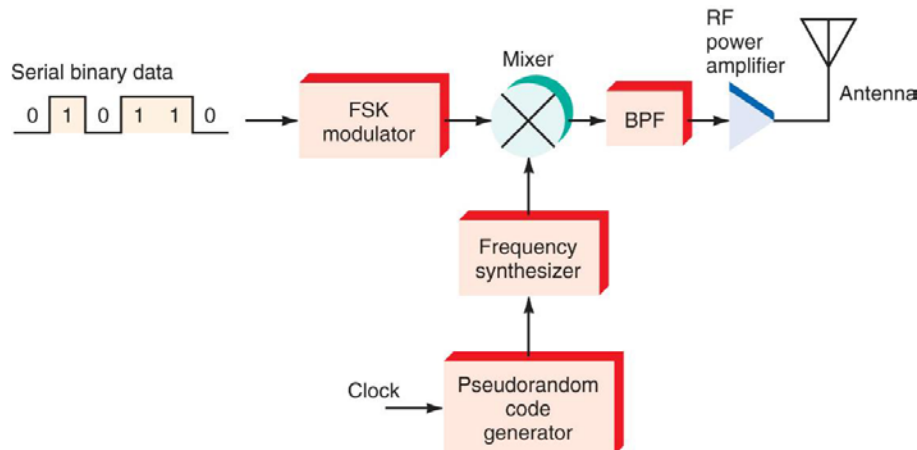 RF
power
amplifier
Mixer
Serial binary data
0 1 0 1 1 0
FSK
modulator
BPF
Antenna
Frequency
synthesizer
Clock
Pseudorandom
code
generator